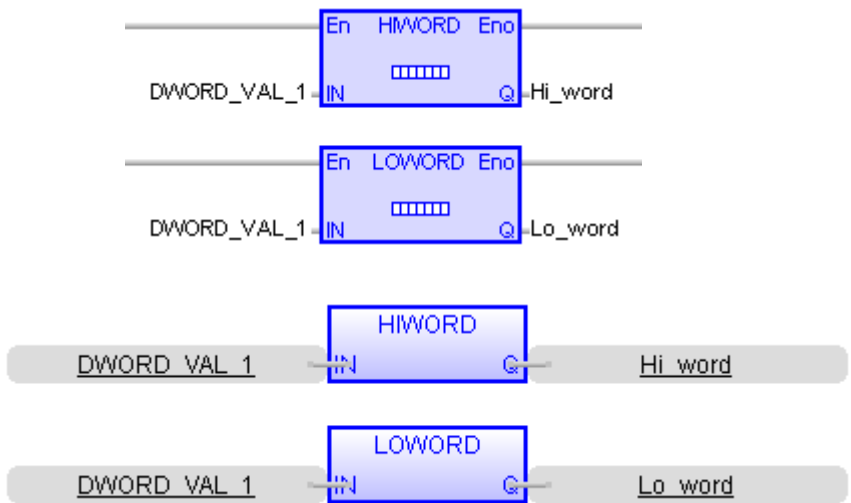 En HIWORD Eno
DWORD_VAL_1 IN Q Hi_word
En LOWORD Eno
DWORD_VAL_1 IN Q Lo_word
HIWORD
DWORD_VAL_1 IN Q Hi_word
LOWORD
DWORD_VAL_1 IN Q Lo_word